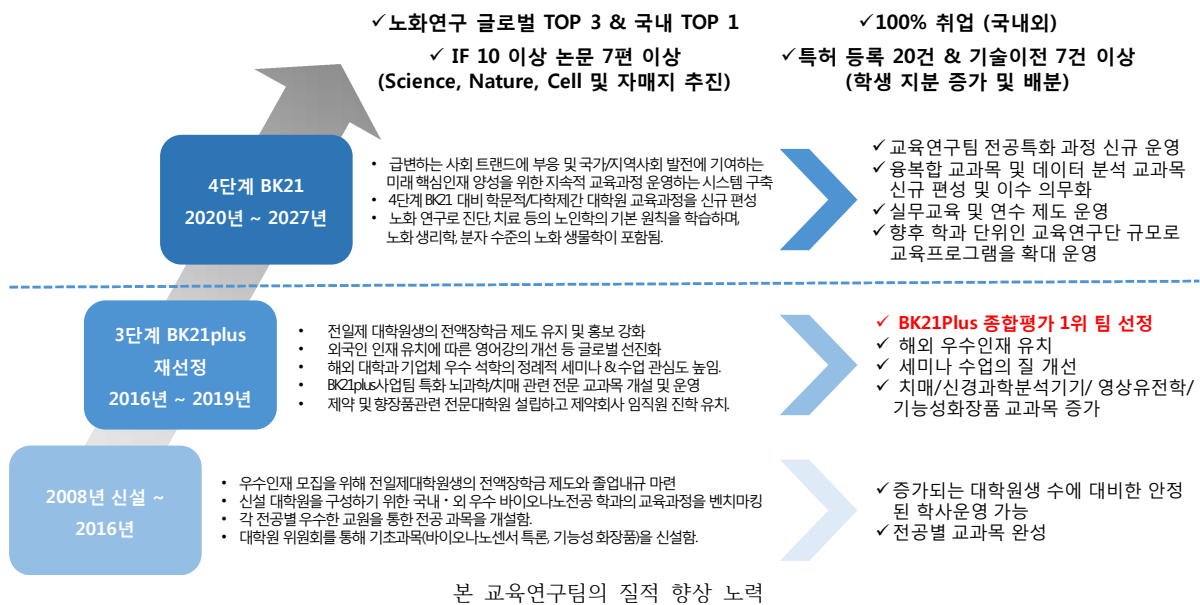 ✓노화연구 글로벌 TOP 3 & 국내 TOP 1
✓ IF 10 이상 논문 7편 이상
(Science, Nature, Cell 및 자매지 추진)
✓100% 취업 (국내외)
✓특허 등록 20건 & 기술이전 7건 이상
(학생 지분 증가 및 배분)
4단계 BK21
2020년 ~ 2027년
• 급변하는 사회 트랜드에 부응 및 국가/지역사회 발전에 기여하는
미래 핵심인재 양성을 위한 지속적 교육과정 운영하는 시스템 구축
• 4단계 BK21 대비 학문적/다학제간 대학원 교육과정을 신규 편성
• 노화 연구로 진단, 치료 등의 노인학의 기본 원칙을 학습하며,
노화 생리학, 분자 수준의 노화 생물학이 포함됨.
✓교육연구팀 전공특화 과정 신규 운영
✓융복합 교과목 및 데이터 분석 교과목
신규 편성 및 이수 의무화
✓실무교육 및 연수 제도 운영
✓향후 학과 단위인 교육연구단 규모로
교육프로그램을 확대 운영
3단계 BK21plus
재선정
2016년 ~ 2019년
• 전일제 대학원생의 전액장학금 제도 유지 및 홍보 강화
• 외국인 인재 유치에 따른 영어강의 개선 등 글로벌 선진화
• 해외 대학과 기업체 우수 석학의 정례적 세미나 & 수업 관심도 높임.
• BK21plus사업팀 특화 뇌과학/치매 관련 전문 교과목 개설 및 운영
• 제약 및 향장품관련 전문대학원 설립하고 제약회사 임직원 진학 유치.
✓ BK21Plus 종합평가 1위 팀 선정
✓ 해외 우수인재 유치
✓ 세미나 수업의 질 개선
✓ 치매/신경과학분석기기/ 영상유전학/
기능성화장품 교과목 증가
2008년 신설 ~
2016년
• 우수인재 모집을 위해 전일제대학원생의 전액장학금 제도와 졸업내규 마련
• 신설 대학원을 구성하기 위한 국내・외 우수 바이오나노전공 학과의 교육과정을 벤치마킹
• 각 전공별 우수한 교원을 통한 전공 과목을 개설함.
• 대학원 위원회를 통해 기초과목(바이오나노센서 특론, 기능성 화장품)을 신설함.
✓증가되는 대학원생 수에 대비한 안정
된 학사운영 가능
✓전공별 교과목 완성
본 교육연구팀의 질적 향상 노력